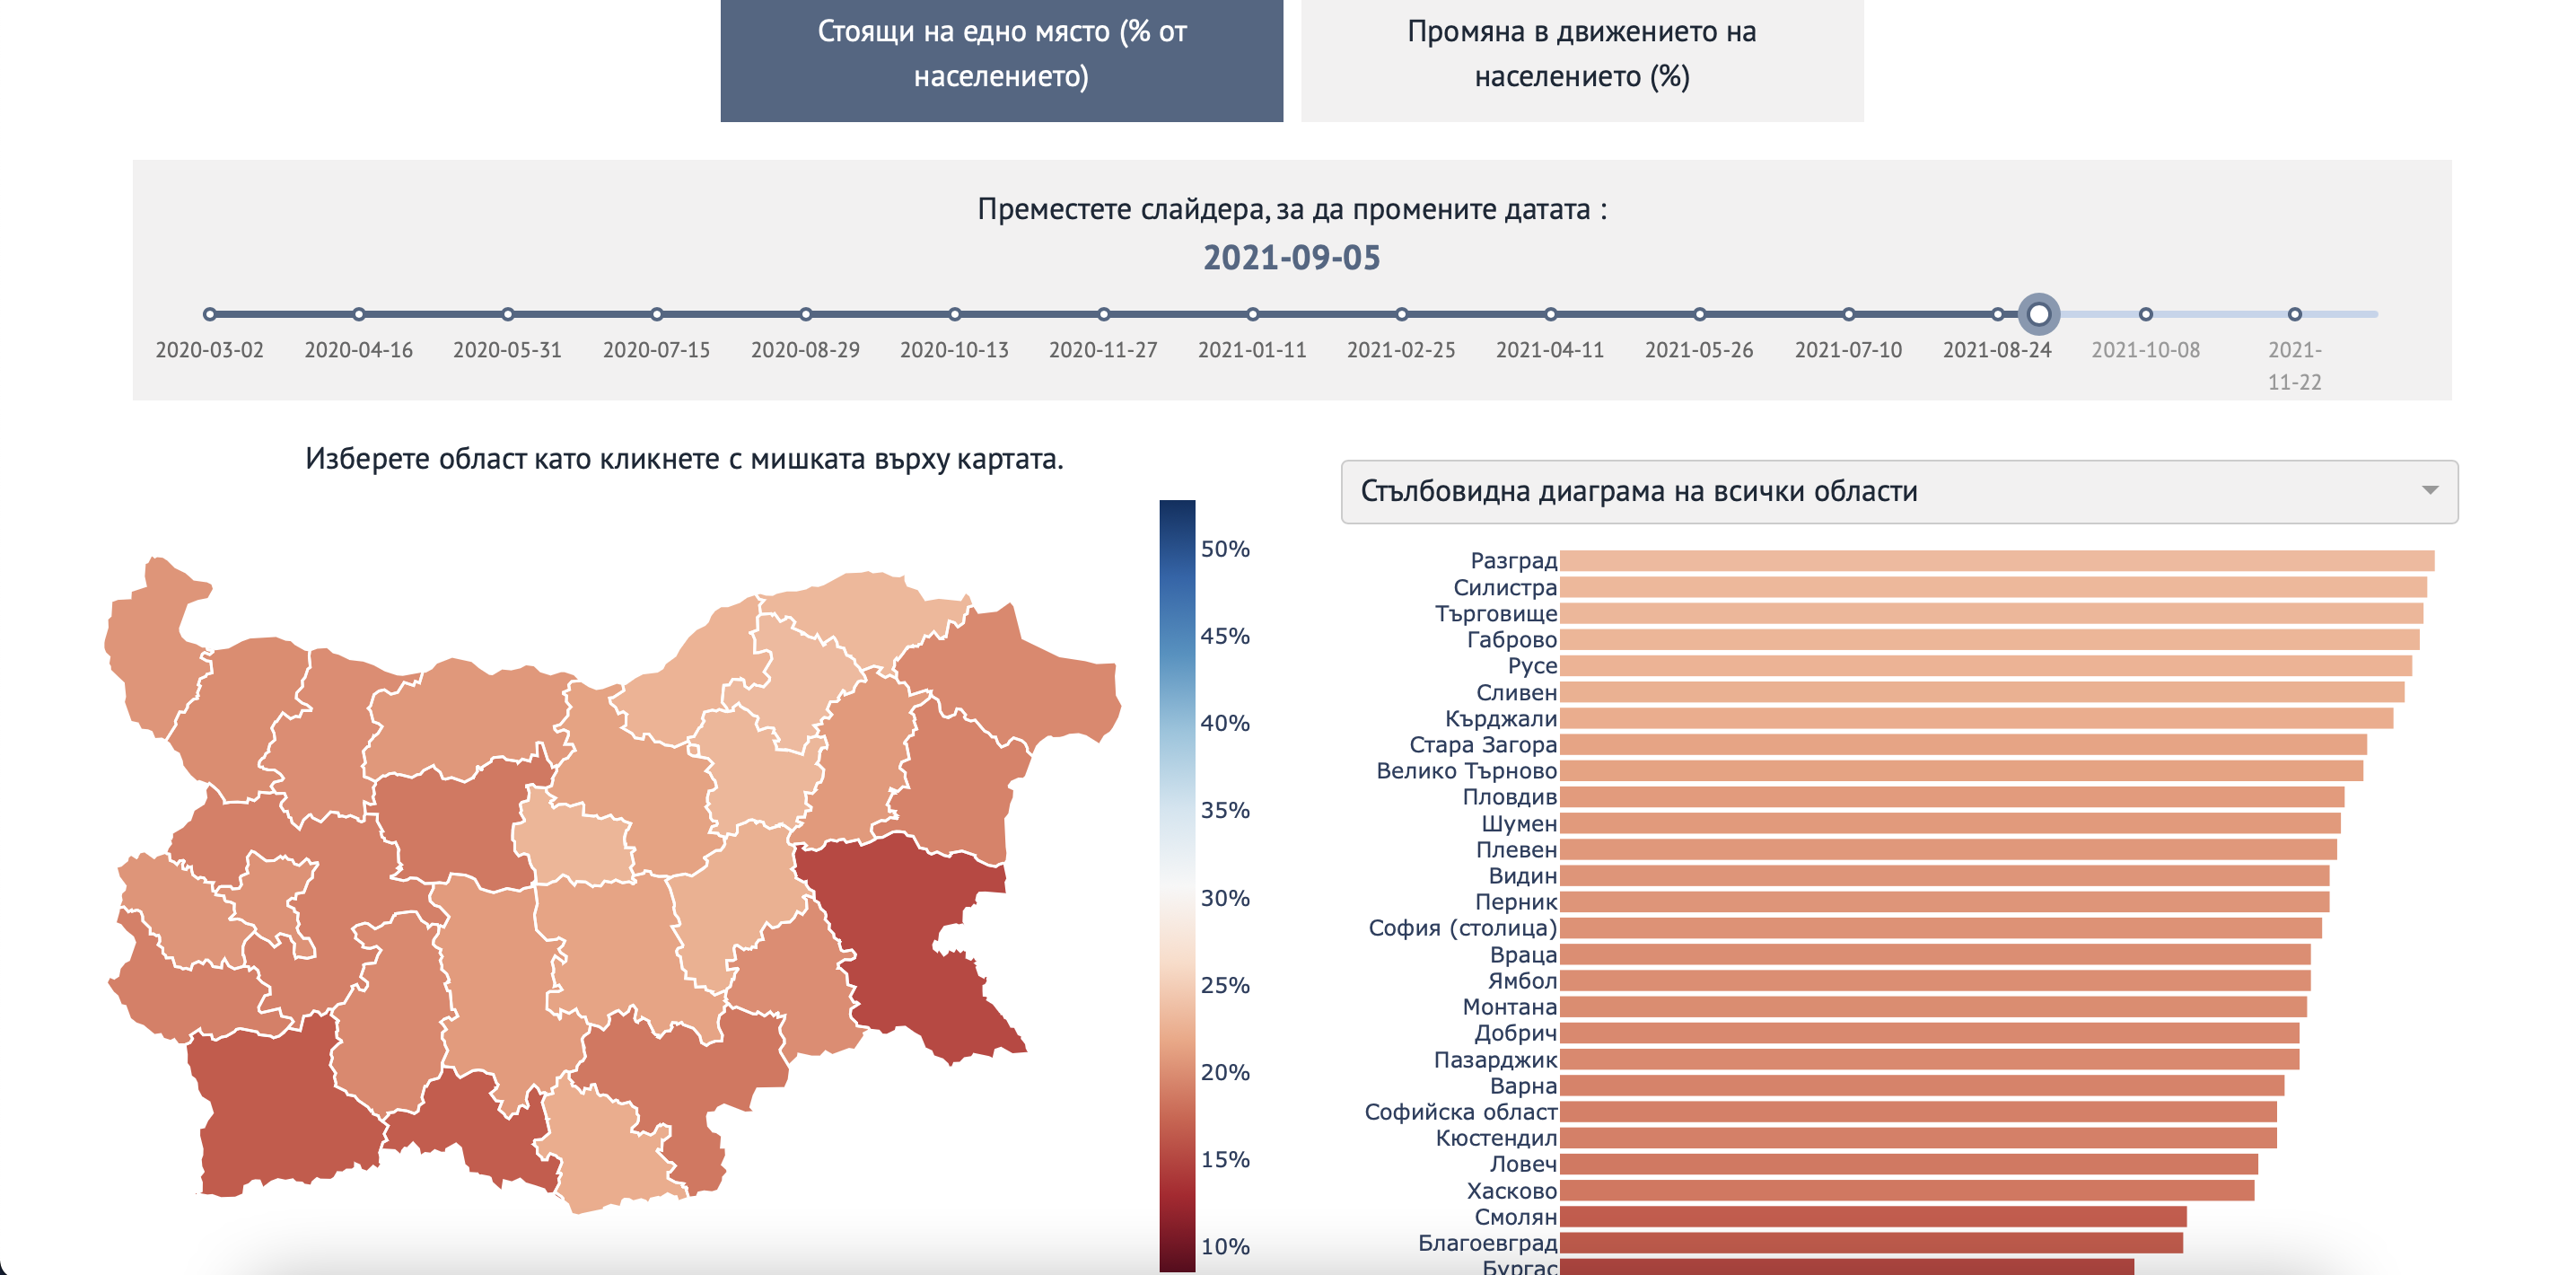 Стоящи на едно място (% от
населението)
Промяна в движението на
населението (%)
Преместете слайдера, за да промените датата :
2021-09-05
2020-03-02
2020-04-16
2020-05-31
2020-07-15
2020-08-29
2020-10-13
2020-11-27
2021-01-11
2021-02-25
2021-04-11
2021-05-26
2021-07-10
2021-08-24
2021-10-08
2021-
11-22
Изберете област като кликнете с мишката върху картата.
50%
45%
40%
35%
30%
25%
20%
15%
10%
Стълбовидна диаграма на всички области
Разград
Силистра
Търговище
Габрово
Русе
Сливен
Кърджали
Стара Загора
Велико Търново
Пловдив
Шумен
Плевен
Видин
Перник
София (столица)
Враца
Ямбол
Монтана
Добрич
Пазарджик
Варна
Софийска област
Кюстендил
Ловеч
Хасково
Смолян
Благоевград
Бургас